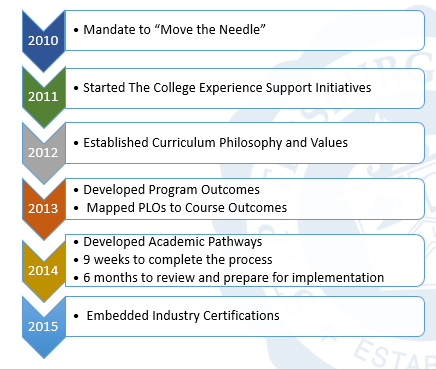 2010
• Mandate to “Move the Needle”
2011
• Started The College Experience Support Initiatives
2012
• Established Curriculum Philosophy and Values
2013
• Developed Program Outcomes
• Mapped PLOs to Course Outcomes
2014
• Developed Academic Pathways
• 9 weeks to complete the process
• 6 months to review and prepare for implementation
2015
• Embedded Industry Certifications